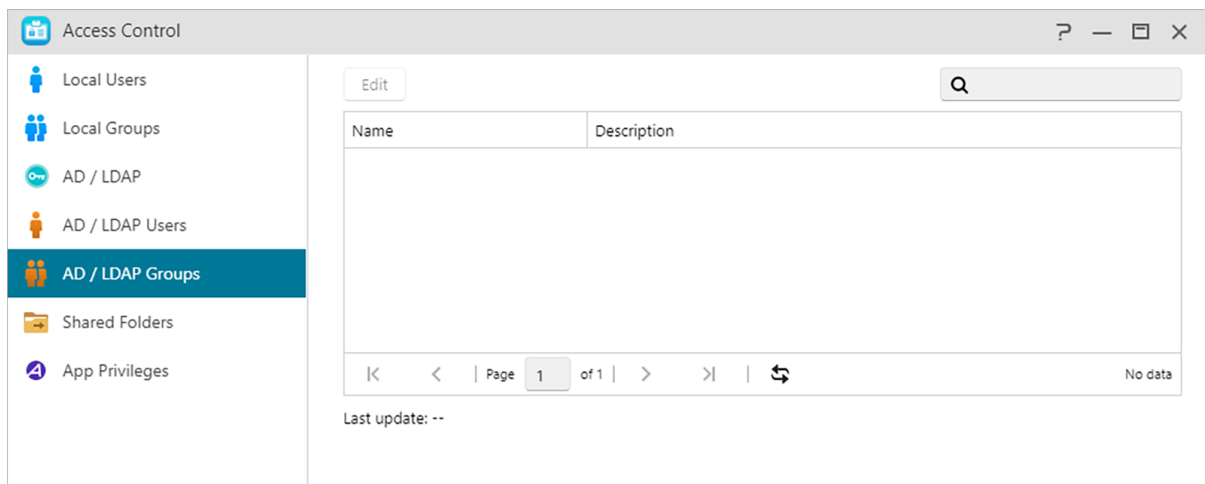 Access Control
Local Users
Local Groups
AD / LDAP
AD / LDAP Users
AD / LDAP Groups
Shared Folders
App Privileges
Edit
Name Description
Page 1 of 1 No data
Last update: --